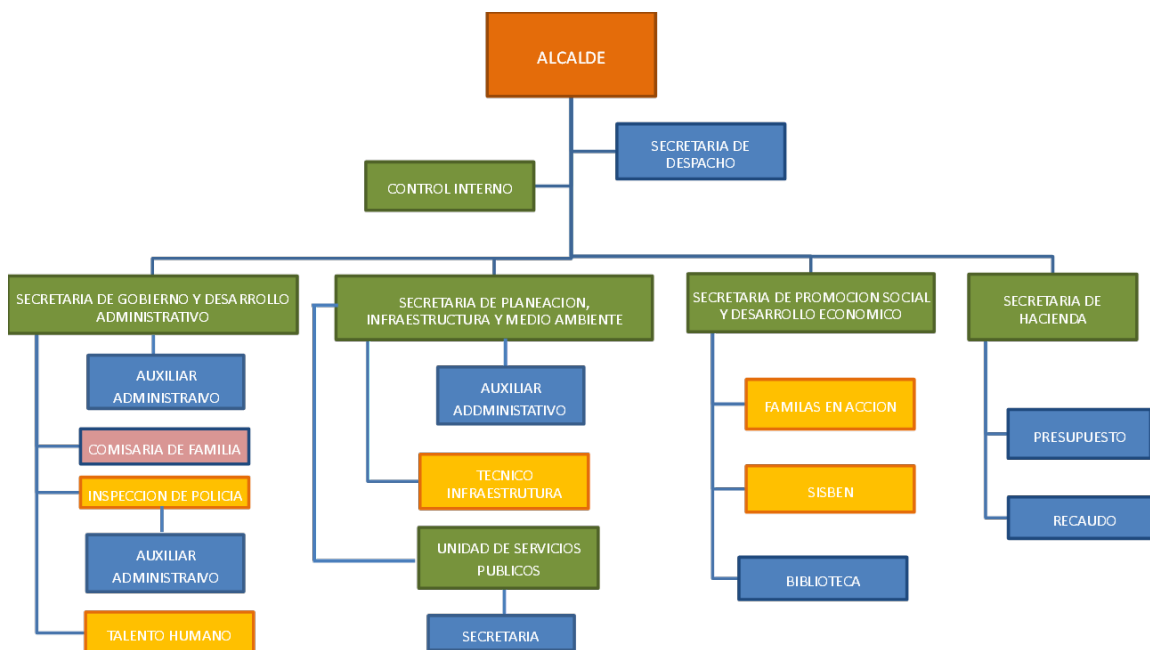 ALCALDE
SECRETARIA DE
DESPACHO
CONTROL INTERNO
SECRETARIA DE GOBIERNO Y DESARROLLO
ADMINISTRATIVO
SECRETARIA DE PLANEACION,
INFRAESTRUCTURA Y MEDIO AMBIENTE
SECRETARIA DE PROMOCION SOCIAL
Y DESARROLLO ECONOMICO
SECRETARIA DE
HACIENDA
AUXILIAR
ADMINISTRAIVO
COMISARIA DE FAMILIA
INSPECCION DE POLICIA
AUXILIAR
ADMINISTRAIVO
TALENTO HUMANO
AUXILIAR
ADDMINISTATIVO
TECNICO
INFRAESTRUTURA
UNIDAD DE SERVICIOS
PUBLICOS
SECRETARIA
FAMILAS EN ACCION
SISBEN
BIBLIOTECA
PRESUPUESTO
RECAUDO